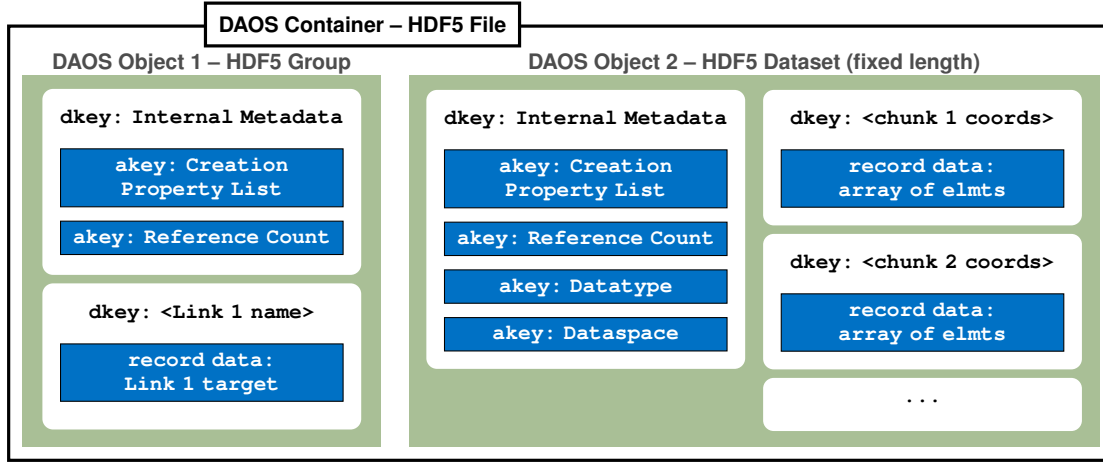 DAOS Container – HDF5 File
DAOS Object 1 – HDF5 Group
dkey: Internal Metadata
akey: Creation
Property List
akey: Reference Count
dkey: <Link 1 name>
record data:
Link 1 target
DAOS Object 2 – HDF5 Dataset (fixed length)
dkey: Internal Metadata
akey: Creation
Property List
akey: Reference Count
akey: Datatype
akey: Dataspace
dkey: <chunk 1 coords>
record data:
array of elmts
dkey: <chunk 2 coords>
record data:
array of elmts
...